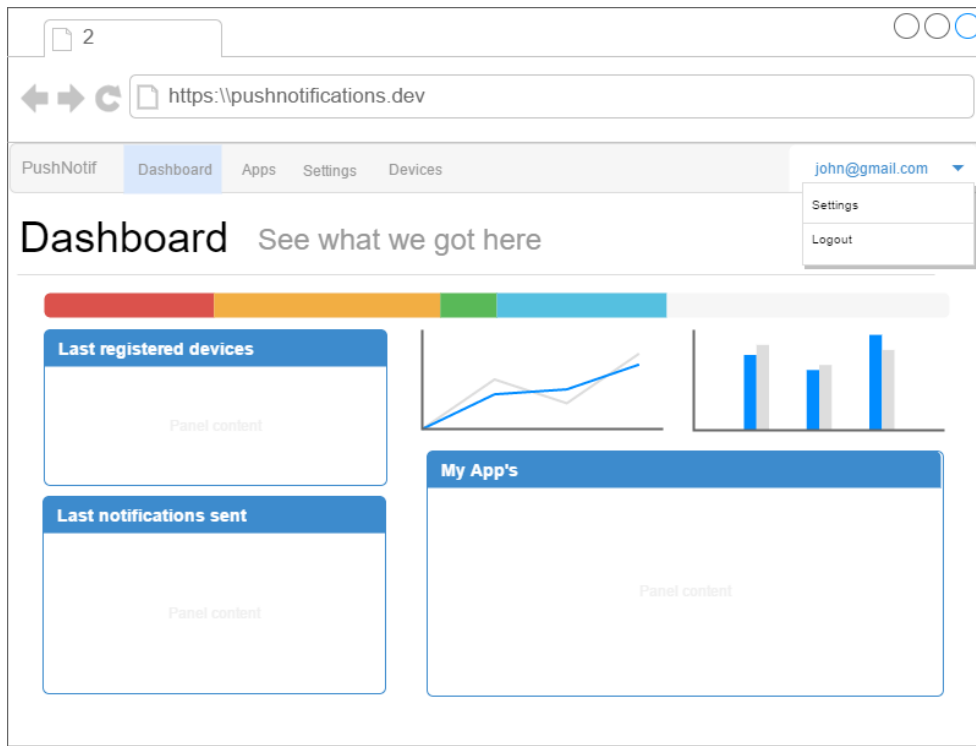 2
https:\\pushnotifications.dev
PushNotif Dashboard Apps Settings Devices john@gmail.com
Settings
Logout
Dashboard See what we got here
Last registered devices
Panel content
My App's
Last notifications sent
Panel content
Panel content